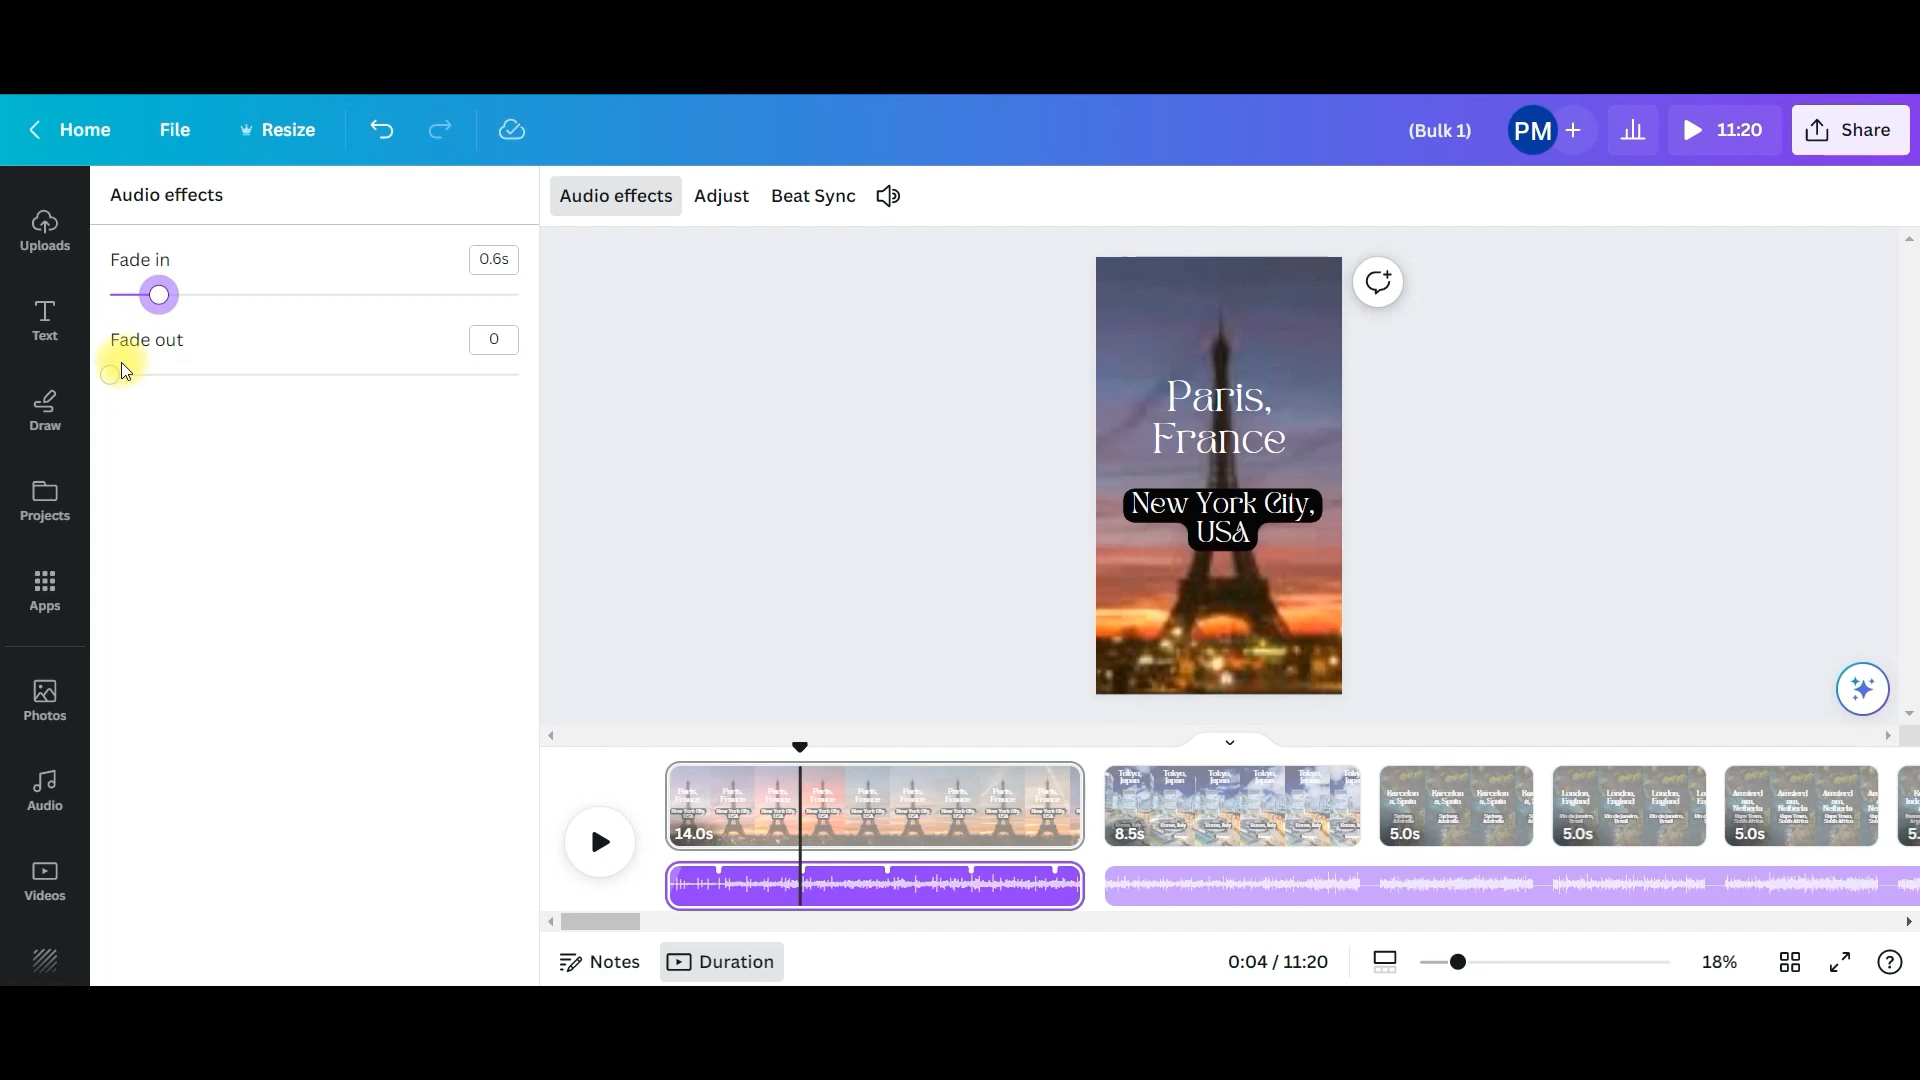 Home
File
Resize
(Bulk 1)
PM
11:20
Share
Audio effects
Audio effects
Adjust
Beat Sync
Uploads
Text
Draw
Projects
Apps
Photos
Audio
Videos
Fade in
0.6s
Fade out
0
Paris,
France
New York City,
USA
14.0s
8.5s
5.0s
5.0s
5.0s
Notes
Duration
0:04 / 11:20
18%